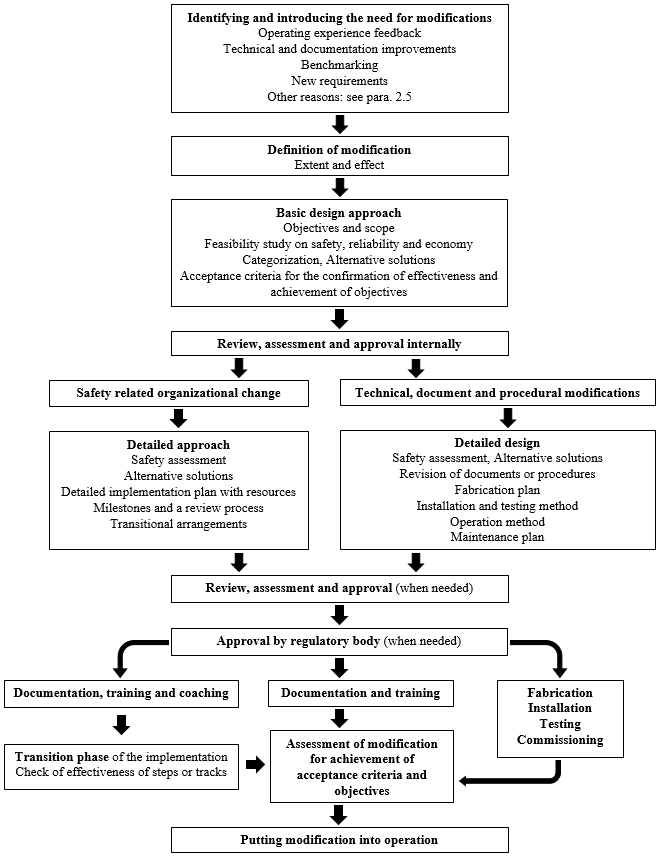 Identifying and introducing the need for modifications
Operating experience feedback
Technical and documentation improvements
Benchmarking
New requirements
Other reasons: see para. 2.5
Definition of modification
Extent and effect
Basic design approach
Objectives and scope
Feasibility study on safety, reliability and economy
Categorization, Alternative solutions
Acceptance criteria for the confirmation of effectiveness and
achievement of objectives
Review, assessment and approval internally
Safety related organizational change
Technical, document and procedural modifications
Detailed approach
Safety assessment
Alternative solutions
Detailed implementation plan with resources
Milestones and a review process
Transitional arrangements
Detailed design
Safety assessment, Alternative solutions
Revision of documents or procedures
Fabrication plan
Installation and testing method
Operation method
Maintenance plan
Review, assessment and approval (when needed)
Approval by regulatory body (when needed)
Documentation, training and coaching
Documentation and training
Fabrication
Installation
Testing
Commissioning
Transition phase of the implementation
Check of effectiveness of steps or tracks
Assessment of modification
for achievement of
acceptance criteria and
objectives
Putting modification into operation